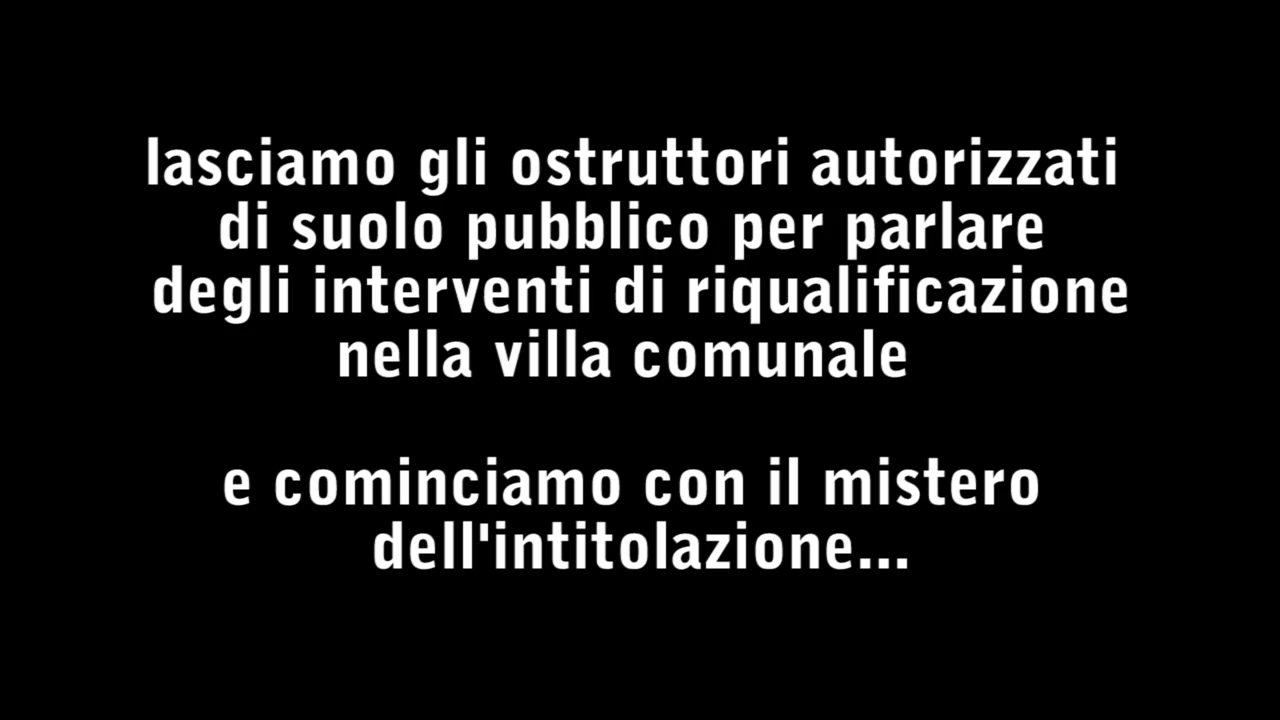 lasciamo gli ostruttori autorizzati
di suolo pubblico per parlare
degli interventi di riqualificazione
nella villa comunale
e cominciamo con il mistero
dell'intitolazione...